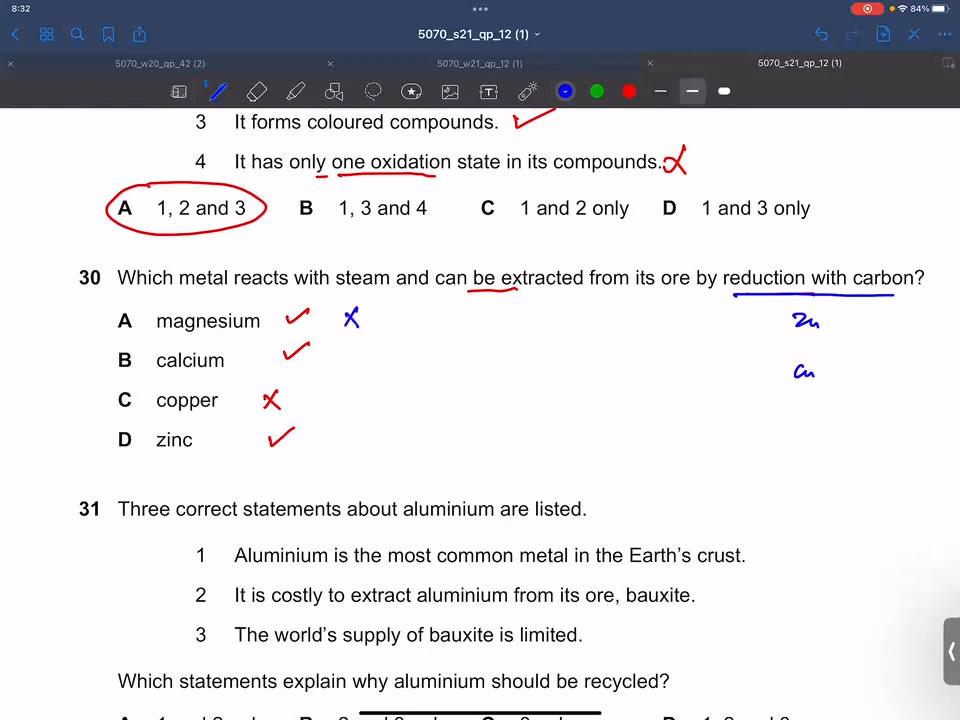 8:32
84%
5070_s21_qp_12 (1)
5070_w20_qp_42 (2)
5070_w21_qp_12 (1)
5070_s21_qp_12 (1)
3 It forms coloured compounds.
4 It has only one oxidation state in its compounds.
A 1, 2 and 3 B 1, 3 and 4 C 1 and 2 only D 1 and 3 only
30 Which metal reacts with steam and can be extracted from its ore by reduction with carbon?
A magnesium
Zn
B calcium
Cu
C copper
D zinc
31 Three correct statements about aluminium are listed.
1 Aluminium is the most common metal in the Earth's crust.
2 It is costly to extract aluminium from its ore, bauxite.
3 The world's supply of bauxite is limited.
Which statements explain why aluminium should be recycled?